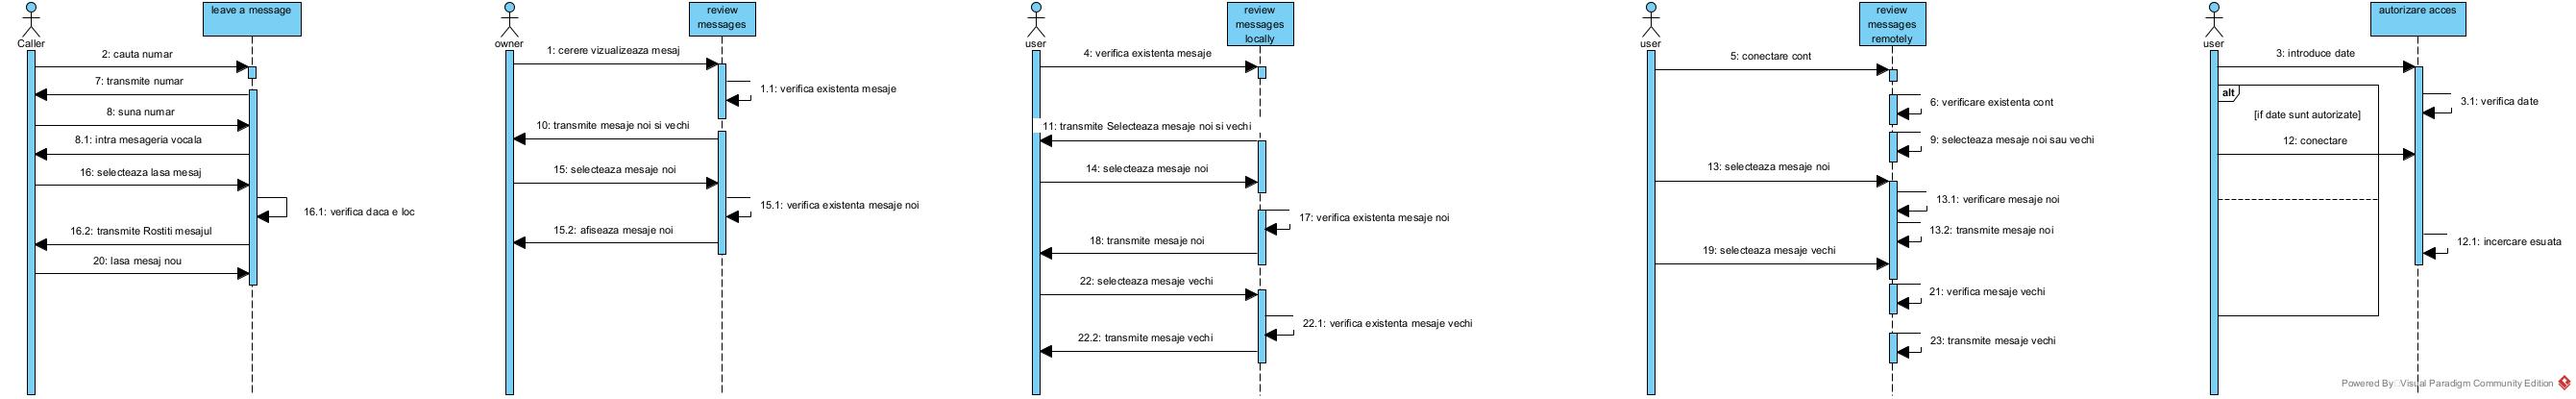 Caller
leave a message
2: cauta numar
7: transmite numar
8: suna numar
8.1: intra mesageria vocala
16: selecteaza lasa mesaj
16.1: verifica daca e loc
16.2: transmite Rostiti mesajul
20: lasa mesaj nou
owner
review
messages
1: cerere vizualizeaza mesaj
1.1: verifica existenta mesaje
10: transmite mesaje noi si vechi
15: selecteaza mesaje noi
15.1: verifica existenta mesaje noi
15.2: afiseaza mesaje noi
user
review
messages
locally
4: verifica existenta mesaje
11: transmite Selecteaza mesaje noi si vechi
14: selecteaza mesaje noi
17: verifica existenta mesaje noi
18: transmite mesaje noi
22: selecteaza mesaje vechi
22.1: verifica existenta mesaje vechi
22.2: transmite mesaje vechi
user
review
messages
remotely
5: conectare cont
6: verificare existenta cont
9: selecteaza mesaje noi sau vechi
13: selecteaza mesaje noi
13.1: verificare mesaje noi
13.2: transmite mesaje noi
19: selecteaza mesaje vechi
21: verifica mesaje vechi
23: transmite mesaje vechi
user
autorizare acces
3: introduce date
alt
3.1: verifica date
[if date sunt autorizate]
12: conectare
12.1: incercare esuata
Powered By Visual Paradigm Community Edition